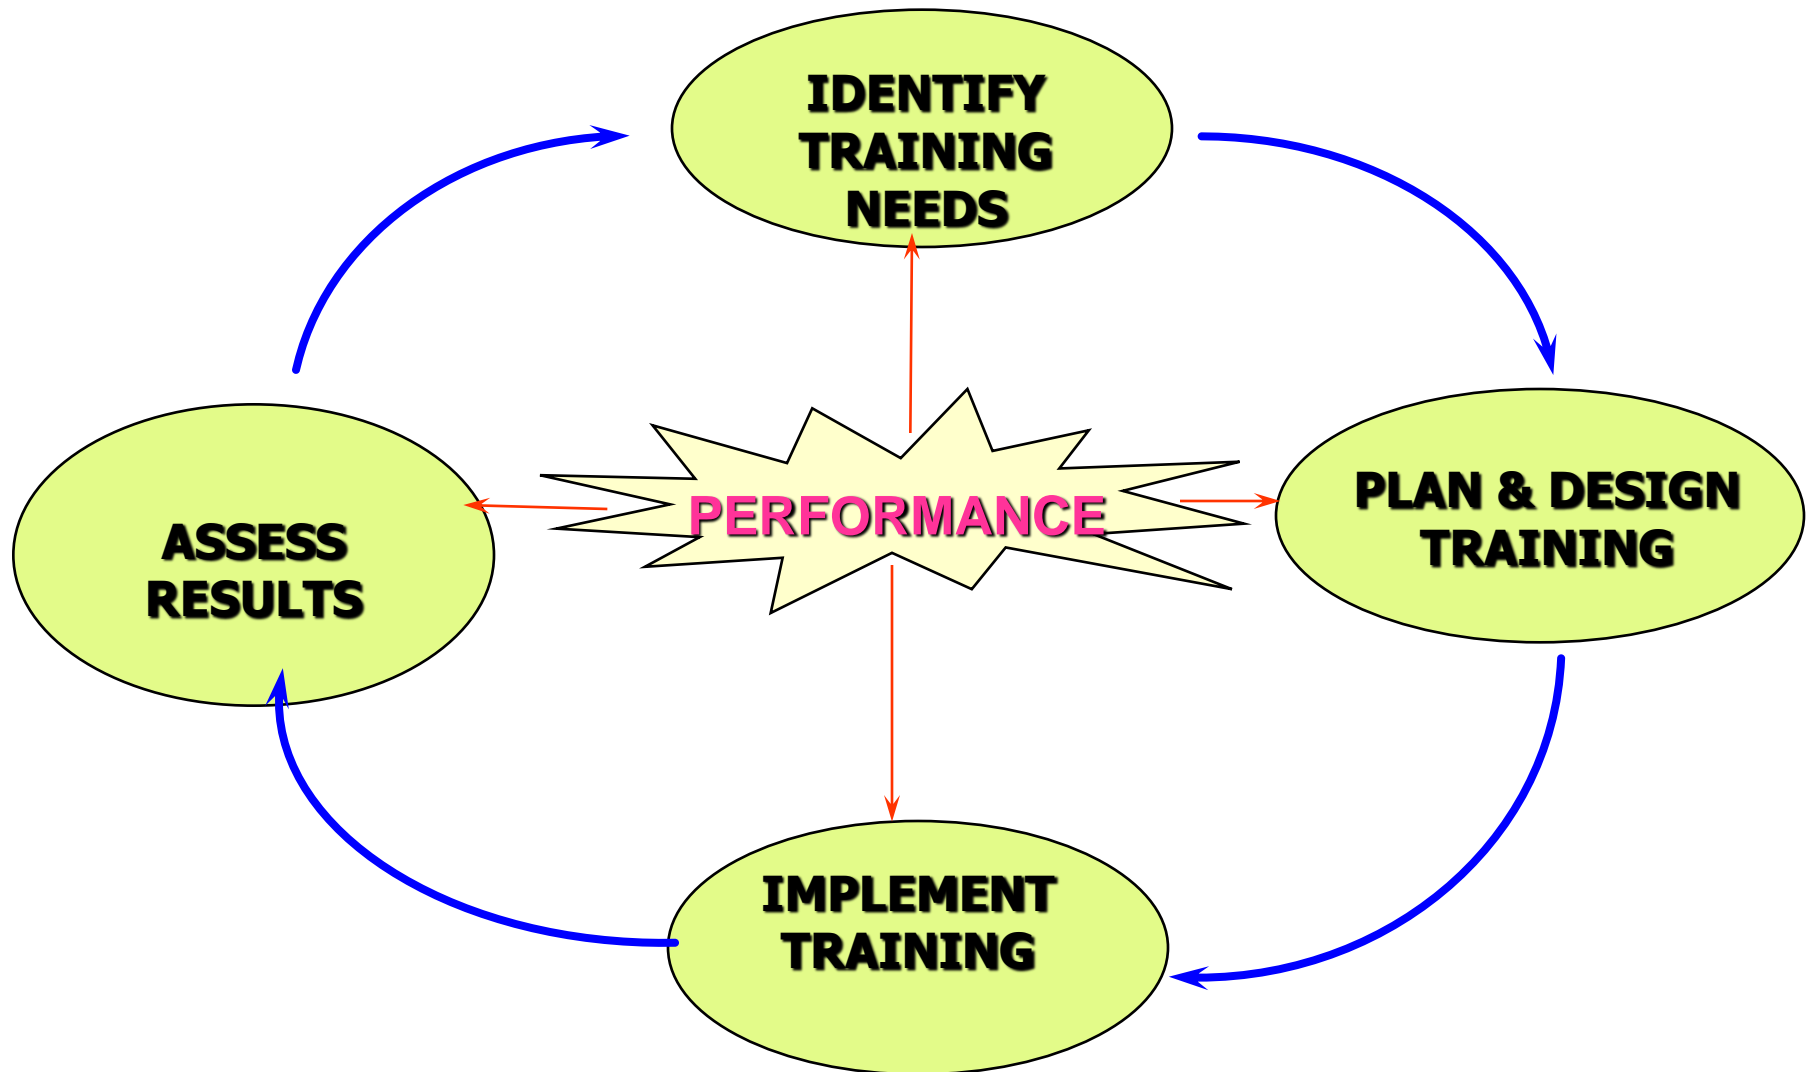 IDENTIFY
TRAINING
NEEDS
PLAN & DESIGN
TRAINING
PERFORMANCE
ASSESS
RESULTS
IMPLEMENT
TRAINING